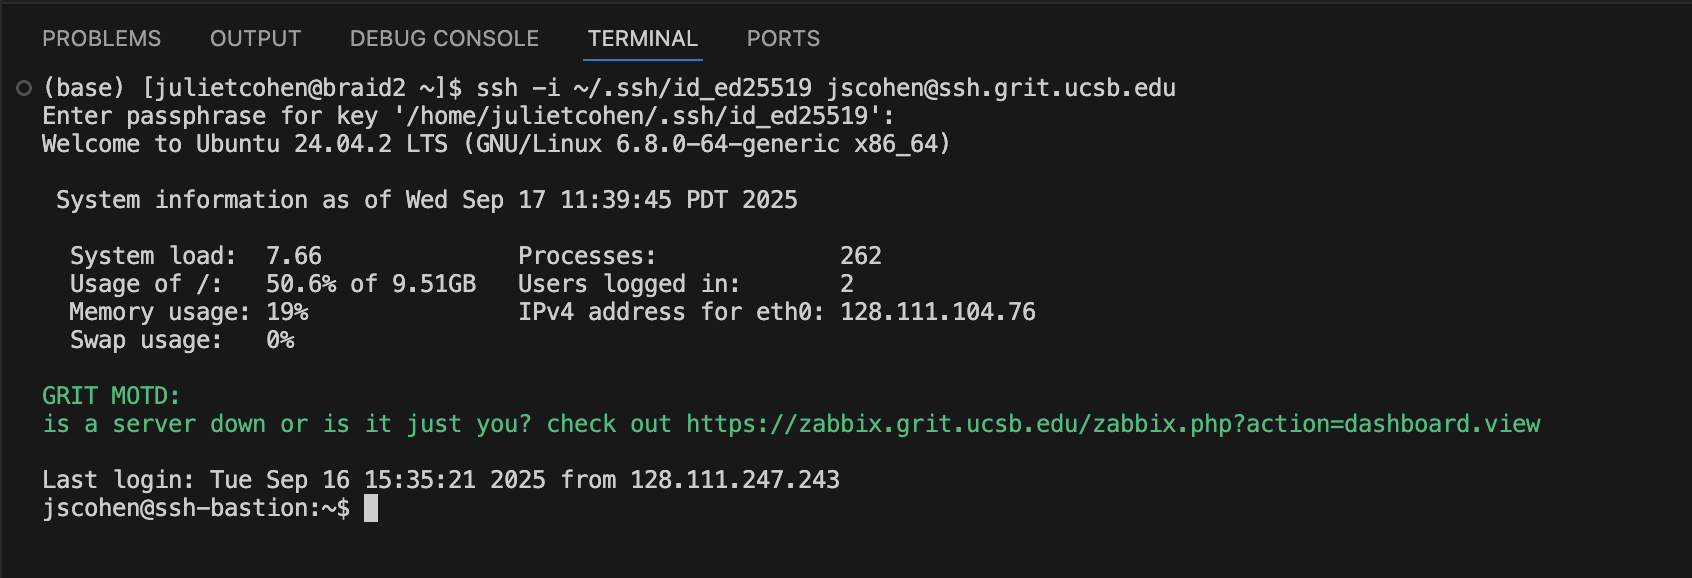 PROBLEMS OUTPUT DEBUG CONSOLE TERMINAL PORTS
(base) [julietcohen@braid2 ~]$ ssh -i ~/.ssh/id_ed25519 jscohen@ssh.grit.ucsb.edu
Enter passphrase for key '/home/julietcohen/.ssh/id_ed25519':
Welcome to Ubuntu 24.04.2 LTS (GNU/Linux 6.8.0-64-generic x86_64)
System information as of Wed Sep 17 11:39:45 PDT 2025
System load: 7.66 Processes: 262
Usage of /: 50.6% of 9.51GB Users logged in: 2
Memory usage: 19% IPv4 address for eth0: 128.111.104.76
Swap usage: 0%
GRIT MOTD:
is a server down or is it just you? check out https://zabbix.grit.ucsb.edu/zabbix.php?action=dashboard.view
Last login: Tue Sep 16 15:35:21 2025 from 128.111.247.243
jscohen@ssh-bastion:~$